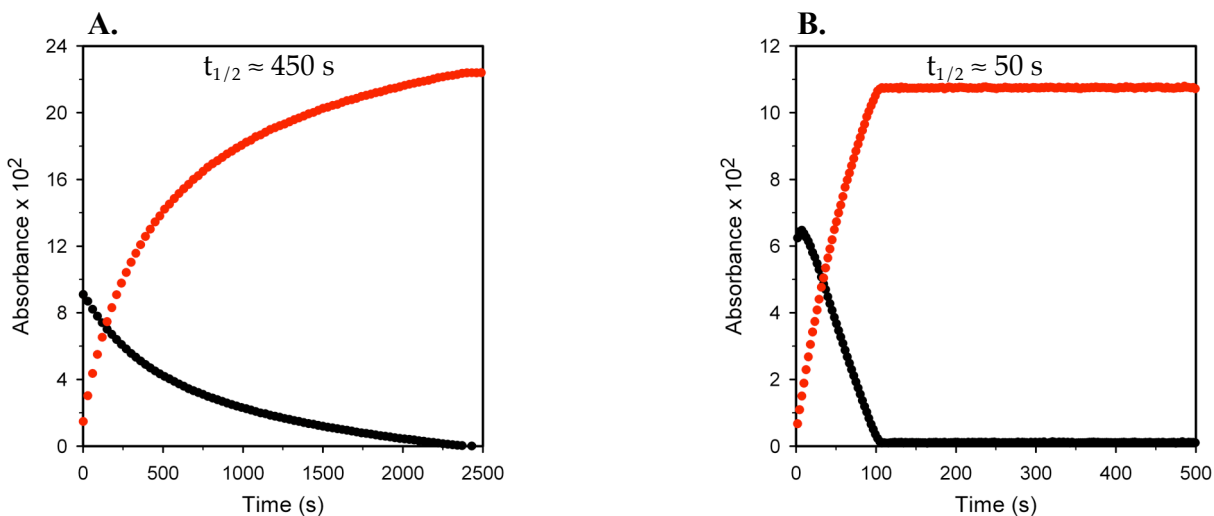 A.
t1/2 ≈ 450 s
24
20
16
12
8
4
0
Absorbance x 10²
0 500 1000 1500 2000 2500
Time (s)
B.
t1/2 ≈ 50 s
12
10
8
6
4
2
0
Absorbance x 10²
0 100 200 300 400 500
Time (s)